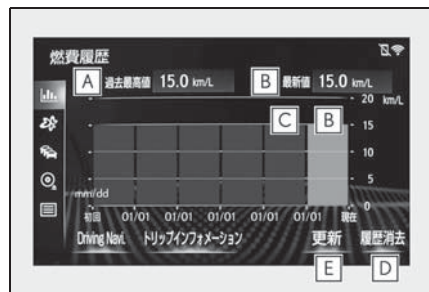 燃費履歴
A 過去最高値 15.0 km/L B 最新値 15.0 km/L
20 km/L
C B 15
10
5
mm/dd 0
初回 01/01 01/01 01/01 01/01 01/01 現在
Driving Navi. トリップインフォメーション 更新 履歴消去
E D